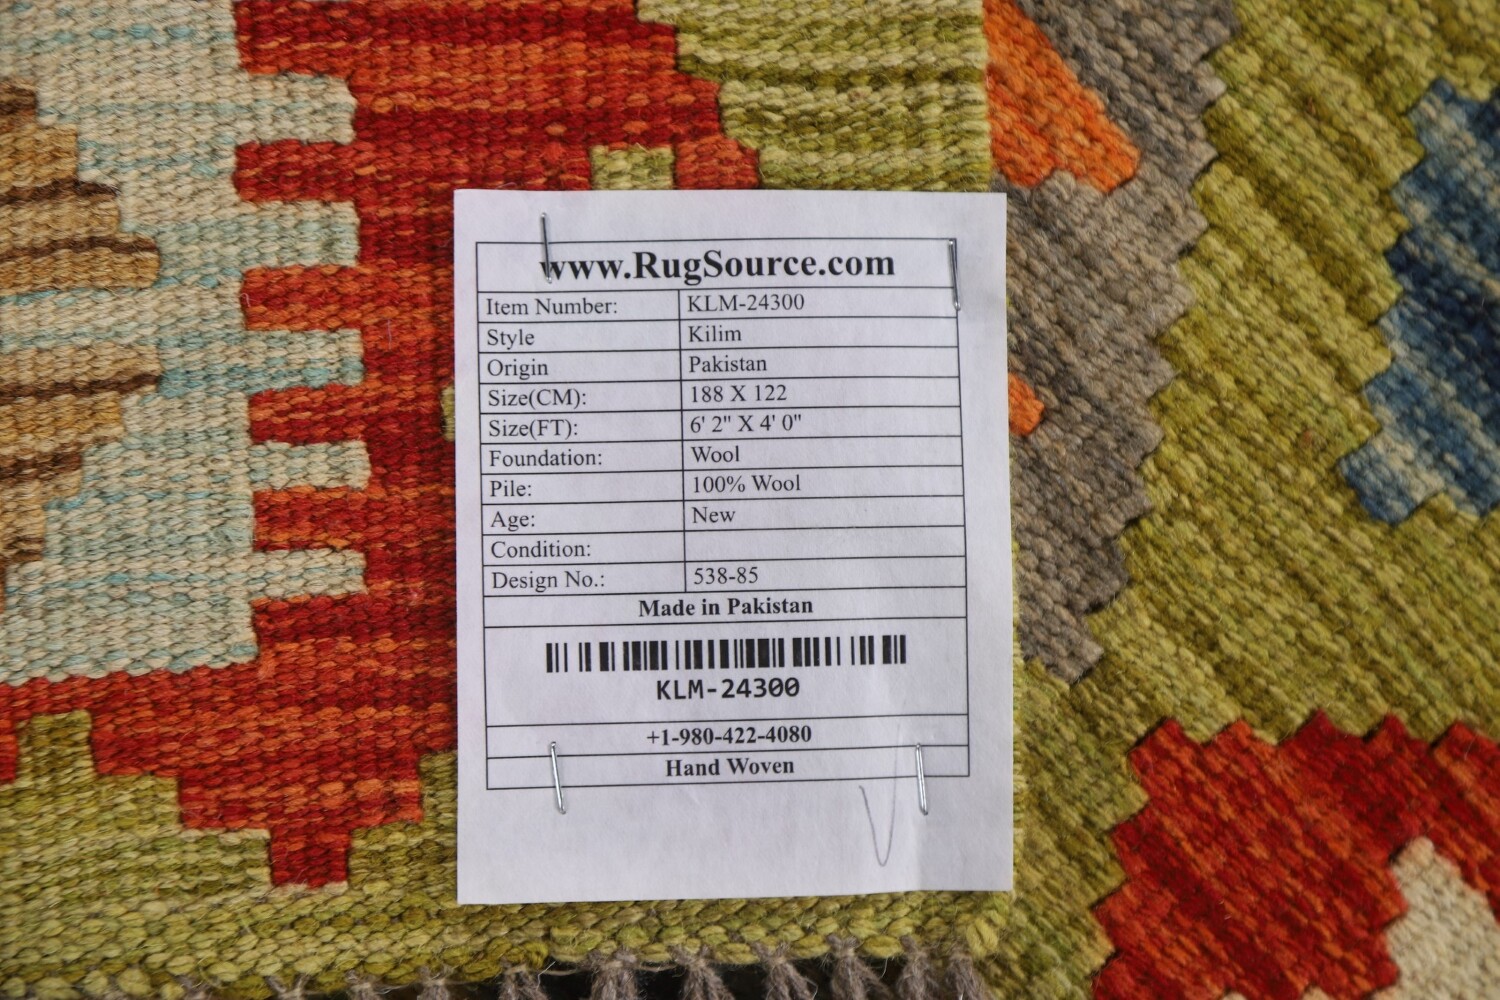 www.RugSource.com
Item Number: KLM-24300
Style Kilim
Origin Pakistan
Size(CM): 188 X 122
Size(FT): 6' 2" X 4' 0"
Foundation: Wool
Pile: 100% Wool
Age: New
Condition:
Design No.: 538-85
Made in Pakistan
KLM-24300
+1-980-422-4080
Hand Woven